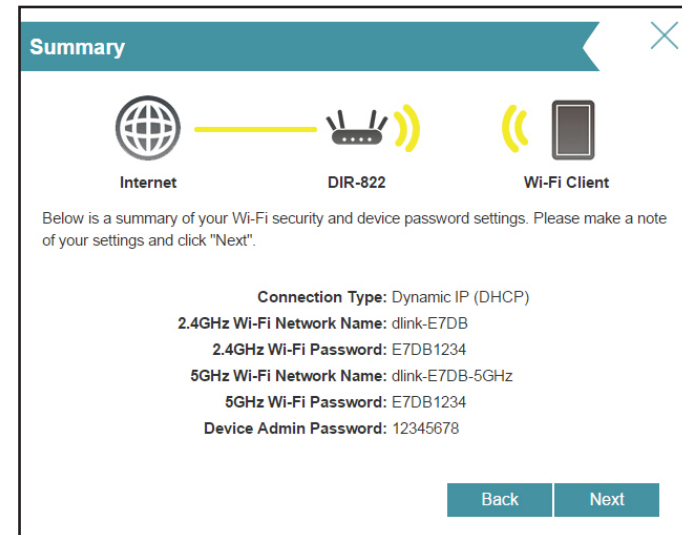 Summary
Internet
DIR-822
Wi-Fi Client
Below is a summary of your Wi-Fi security and device password settings. Please make a note
of your settings and click "Next".
Connection Type: Dynamic IP (DHCP)
2.4GHz Wi-Fi Network Name: dlink-E7DB
2.4GHz Wi-Fi Password: E7DB1234
5GHz Wi-Fi Network Name: dlink-E7DB-5GHz
5GHz Wi-Fi Password: E7DB1234
Device Admin Password: 12345678
Back
Next